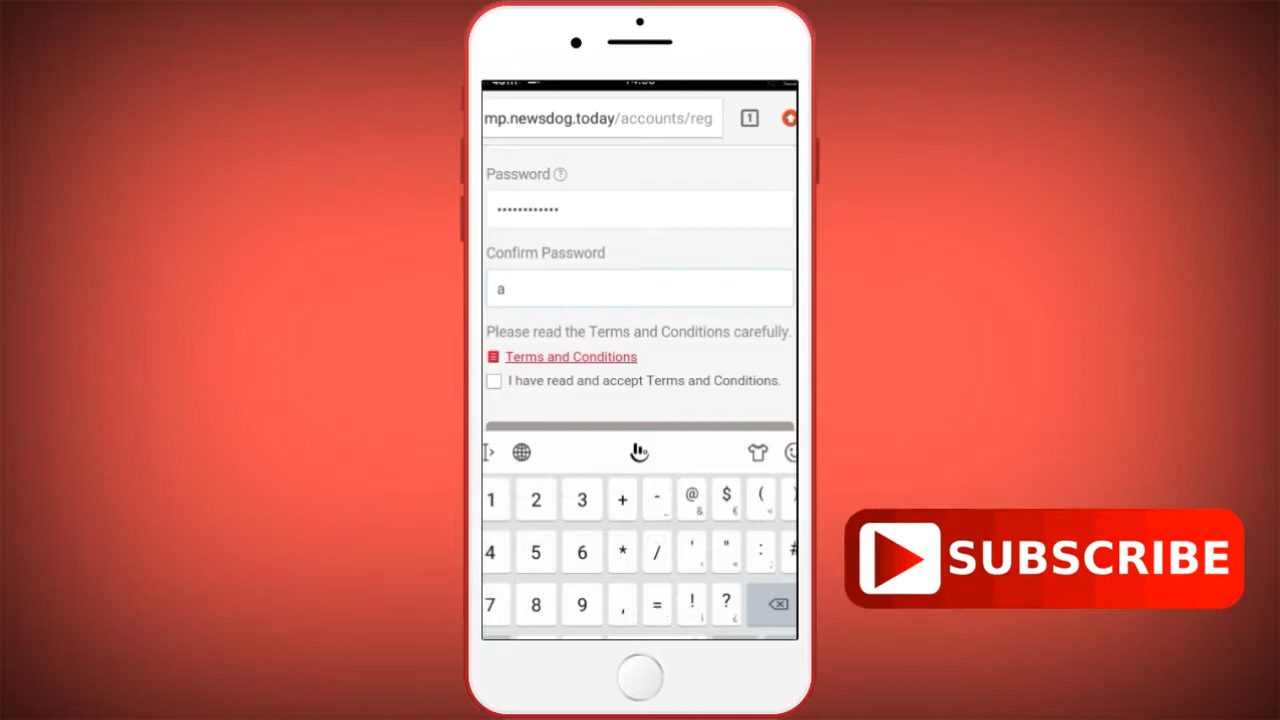 mp.newsdog.today/accounts/reg
1
Password ?
••••••••••••
Confirm Password
a
Please read the Terms and Conditions carefully.
Terms and Conditions
I have read and accept Terms and Conditions.
1 2 3 + - _ @ & $ € (
4 5 6 * / ' " : ; #
7 8 9 , = ! ¡ ? ¿
SUBSCRIBE